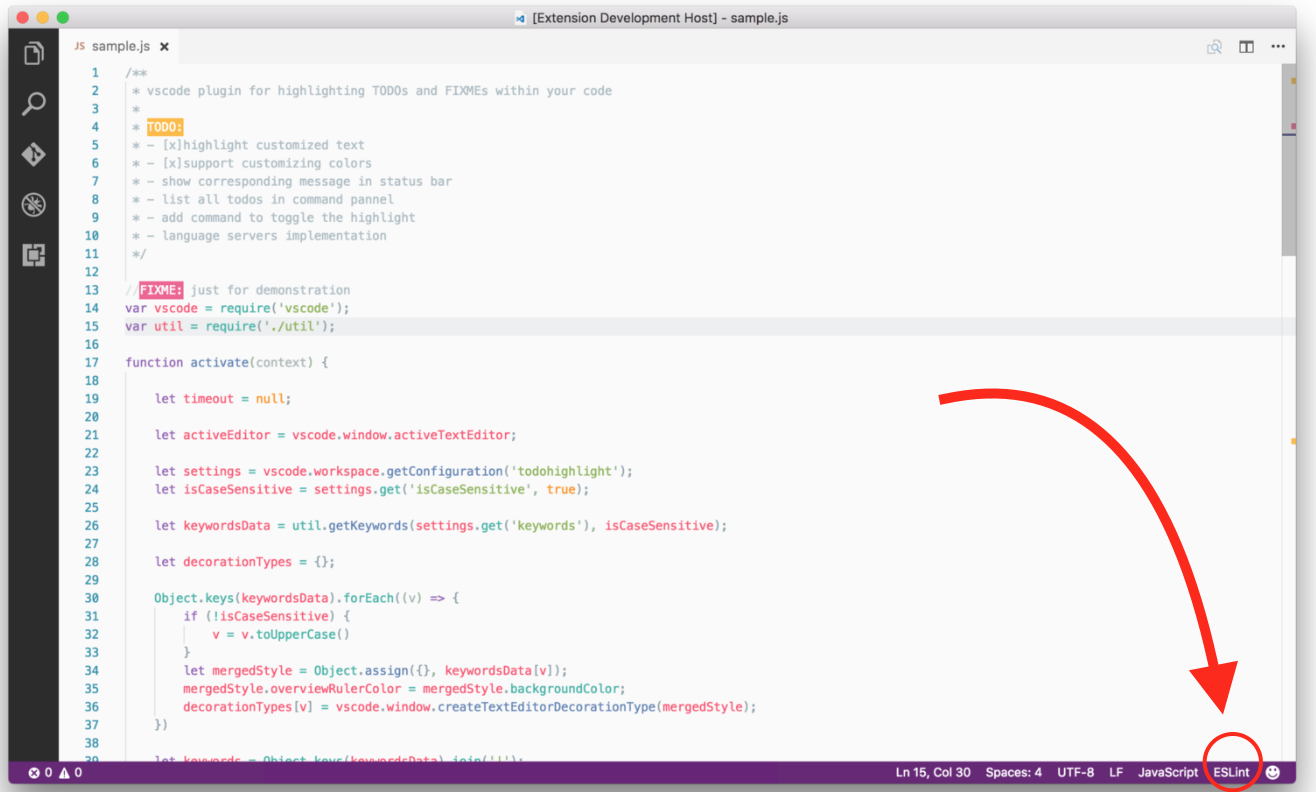 [Extension Development Host] - sample.js
JS sample.js ×
1 /**
2 * vscode plugin for highlighting TODOs and FIXMEs within your code
3 *
4 * TODO:
5 * - [x]highlight customized text
6 * - [x]support customizing colors
7 * - show corresponding message in status bar
8 * - list all todos in command pannel
9 * - add command to toggle the highlight
10 * - language servers implementation
11 */
12
13 //FIXME: just for demonstration
14 var vscode = require('vscode');
15 var util = require('./util');
16
17 function activate(context) {
18
19 let timeout = null;
20
21 let activeEditor = vscode.window.activeTextEditor;
22
23 let settings = vscode.workspace.getConfiguration('todohighlight');
24 let isCaseSensitive = settings.get('isCaseSensitive', true);
25
26 let keywordsData = util.getKeywords(settings.get('keywords'), isCaseSensitive);
27
28 let decorationTypes = {};
29
30 Object.keys(keywordsData).forEach((v) => {
31 if (!isCaseSensitive) {
32 v = v.toUpperCase()
33 }
34 let mergedStyle = Object.assign({}, keywordsData[v]);
35 mergedStyle.overviewRulerColor = mergedStyle.backgroundColor;
36 decorationTypes[v] = vscode.window.createTextEditorDecorationType(mergedStyle);
37 })
38
39 let keywords = Object.keys(keywordsData).join('|');
0 0 Ln 15, Col 30 Spaces: 4 UTF-8 LF JavaScript ESLint